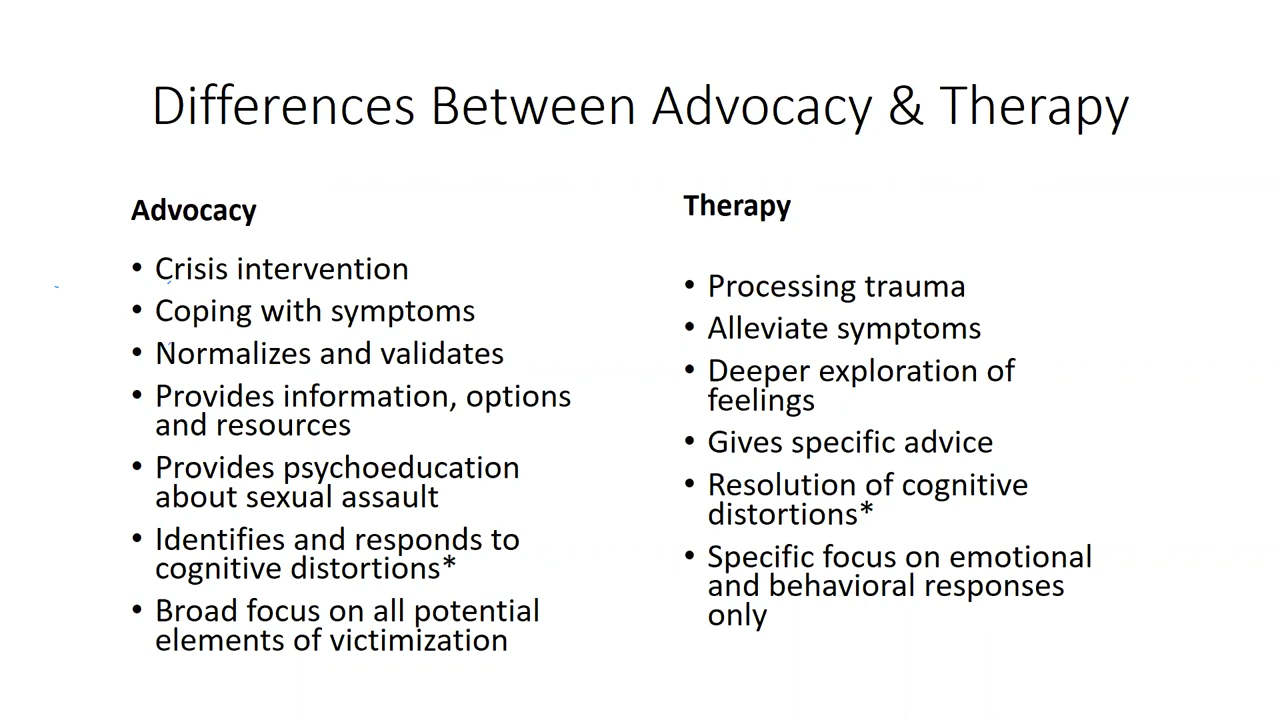 Differences Between Advocacy & Therapy
Advocacy
• Crisis intervention
• Coping with symptoms
• Normalizes and validates
• Provides information, options
and resources
• Provides psychoeducation
about sexual assault
• Identifies and responds to
cognitive distortions*
• Broad focus on all potential
elements of victimization
Therapy
• Processing trauma
• Alleviate symptoms
• Deeper exploration of
feelings
• Gives specific advice
• Resolution of cognitive
distortions*
• Specific focus on emotional
and behavioral responses
only